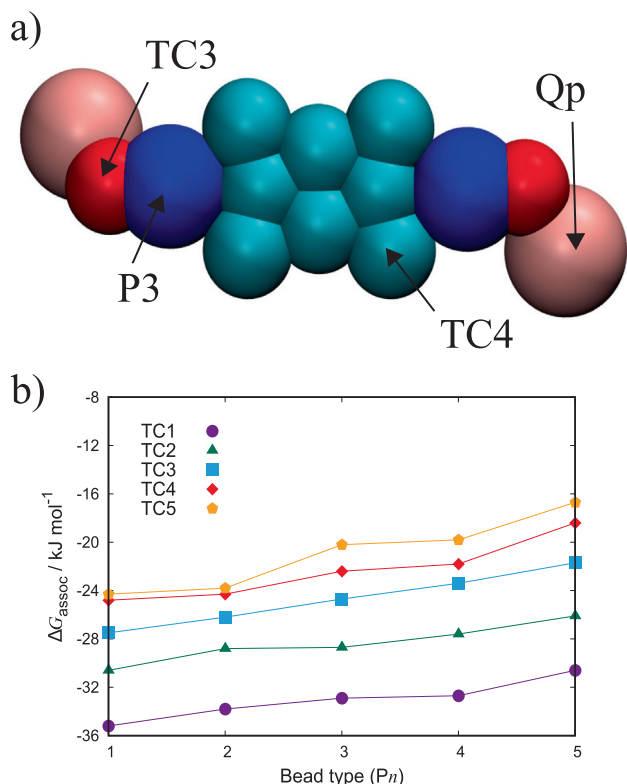 a)
TC3
Qp
P3
TC4
b)
ΔG_assoc / kJ mol⁻¹
-8
-12
-16
-20
-24
-28
-32
-36
TC1
TC2
TC3
TC4
TC5
1 2 3 4 5
Bead type (Pn)